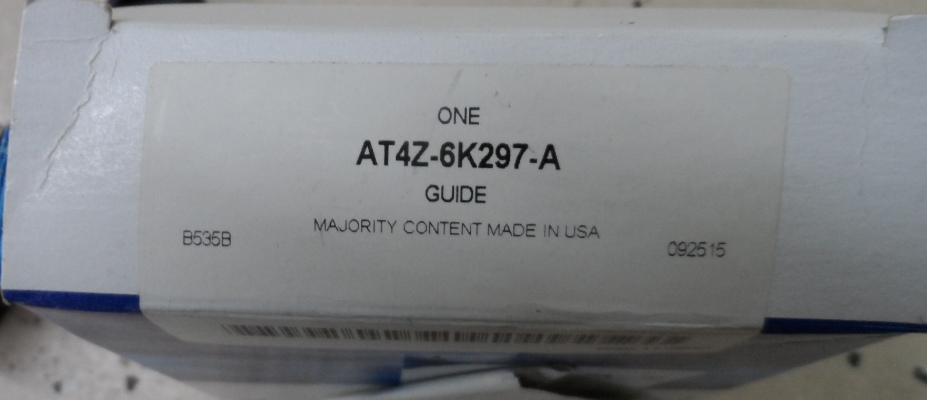 ONE
AT4Z-6K297-A
GUIDE
MAJORITY CONTENT MADE IN USA
B535B
092515